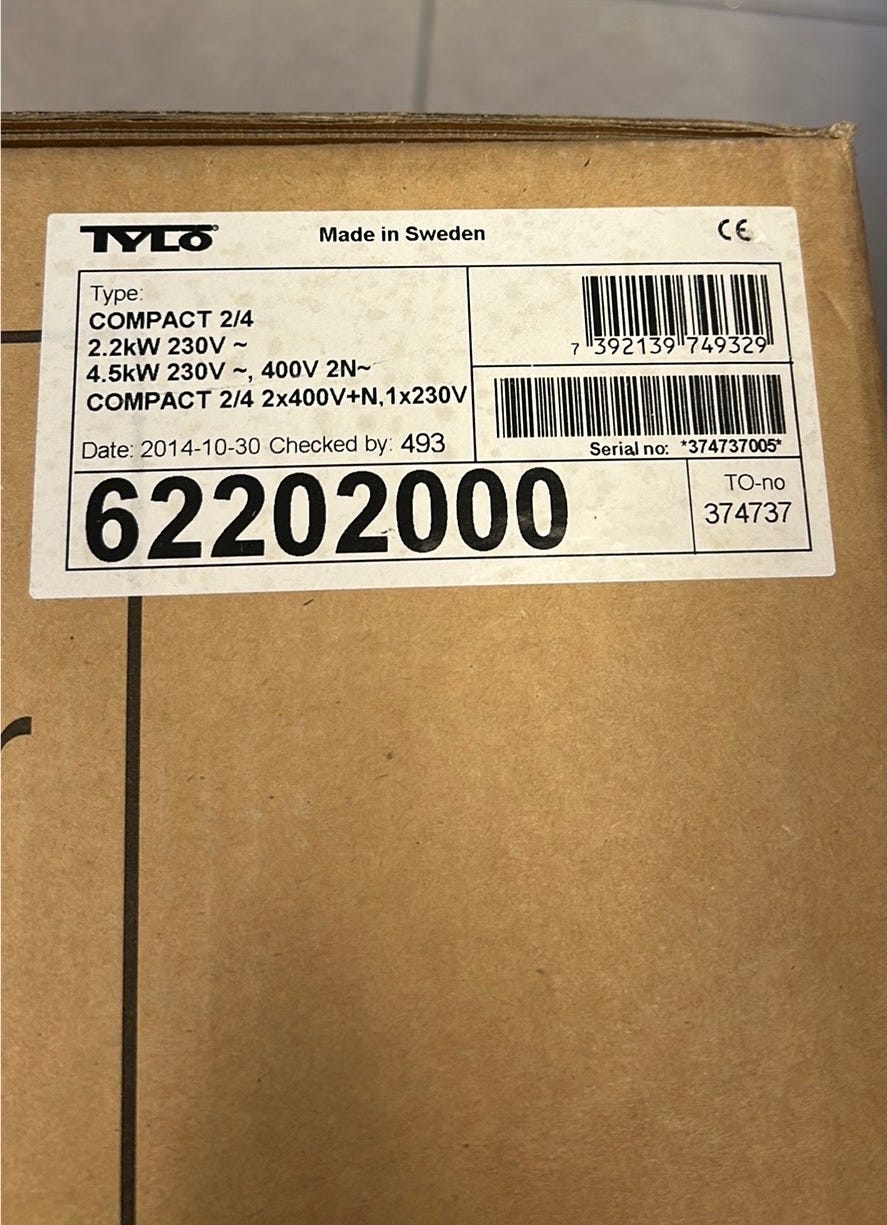 TYLÖ® Made in Sweden CE
Type:
COMPACT 2/4
2.2kW 230V ~
4.5kW 230V ~, 400V 2N~
COMPACT 2/4 2x400V+N,1x230V
Date: 2014-10-30 Checked by: 493
7 392139 749329
Serial no: *374737005*
62202000
TO-no
374737
r